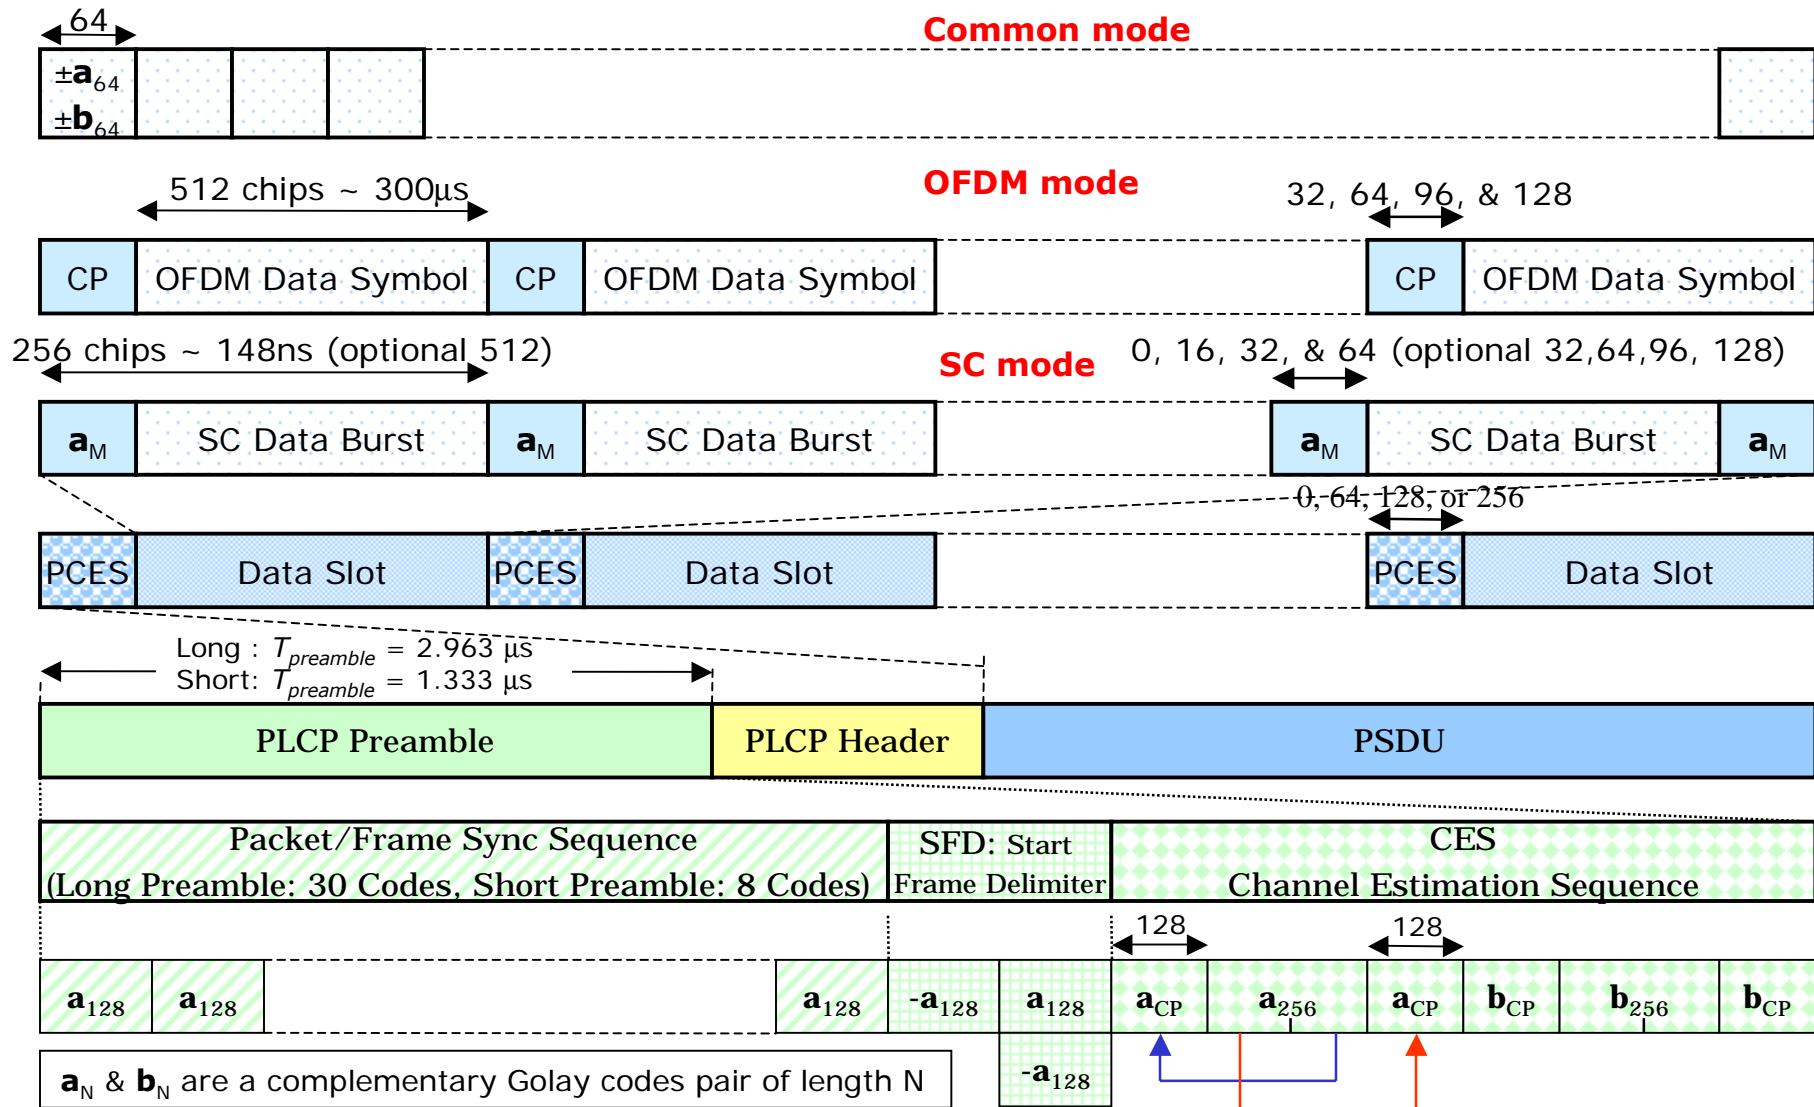 64
Common mode
±a64
±b64
512 chips ~ 300μs
OFDM mode
32, 64, 96, & 128
CP
OFDM Data Symbol
CP
OFDM Data Symbol
CP
OFDM Data Symbol
256 chips ~ 148ns (optional 512)
SC mode
0, 16, 32, & 64 (optional 32,64,96, 128)
aM
SC Data Burst
aM
SC Data Burst
aM
SC Data Burst
aM
0, 64, 128, or 256
PCES
Data Slot
PCES
Data Slot
PCES
Data Slot
Long : Tpreamble = 2.963 μs
Short: Tpreamble = 1.333 μs
PLCP Preamble
PLCP Header
PSDU
Packet/Frame Sync Sequence
(Long Preamble: 30 Codes, Short Preamble: 8 Codes)
SFD: Start
Frame Delimiter
CES
Channel Estimation Sequence
128
128
a128
a128
a128
-a128
a128
aCP
a256
aCP
bCP
b256
bCP
-a128
aN & bN are a complementary Golay codes pair of length N